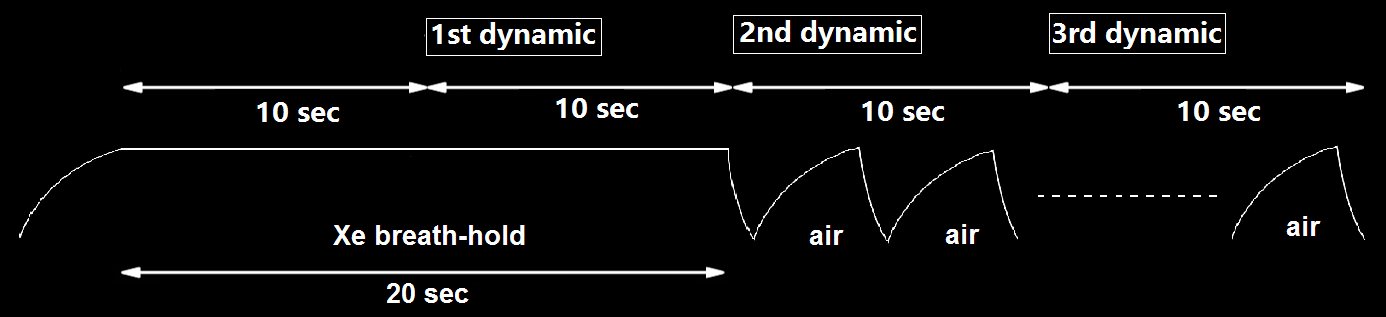 1st dynamic
2nd dynamic
3rd dynamic
10 sec
10 sec
10 sec
10 sec
Xe breath-hold
air
air
air
20 sec